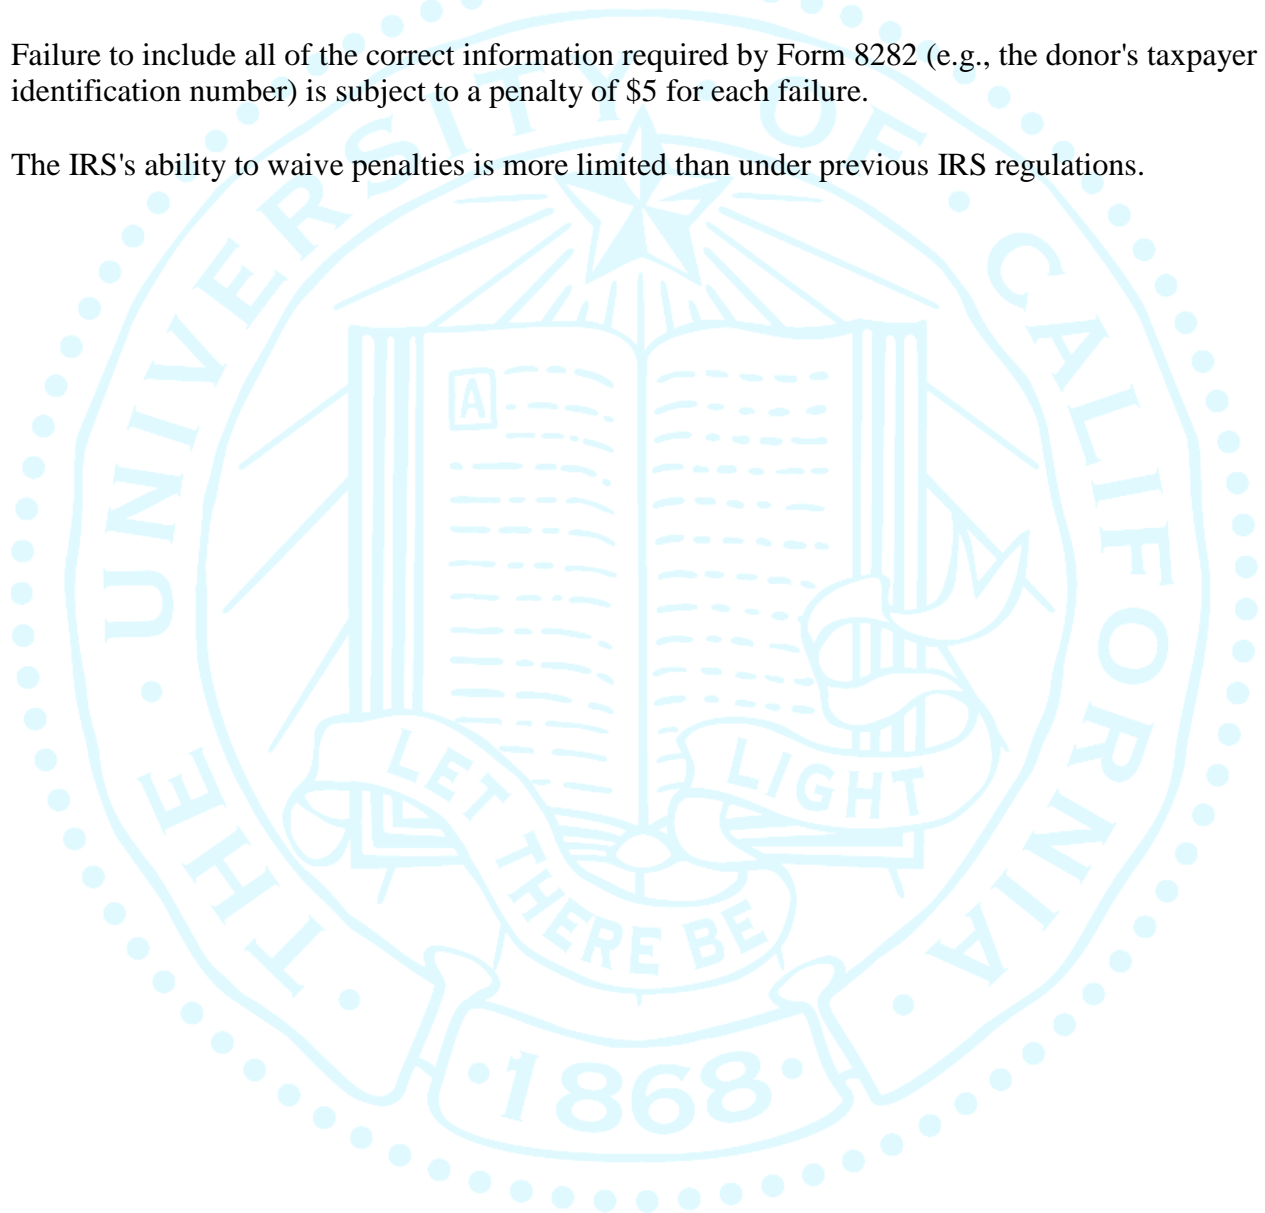 Failure to include all of the correct information required by Form 8282 (e.g., the donor's taxpayer
identification number) is subject to a penalty of $5 for each failure.
The IRS's ability to waive penalties is more limited than under previous IRS regulations.
· THE · UNIVERSITY · OF · CALIFORNIA ·
A
LET THERE BE LIGHT
·1868·